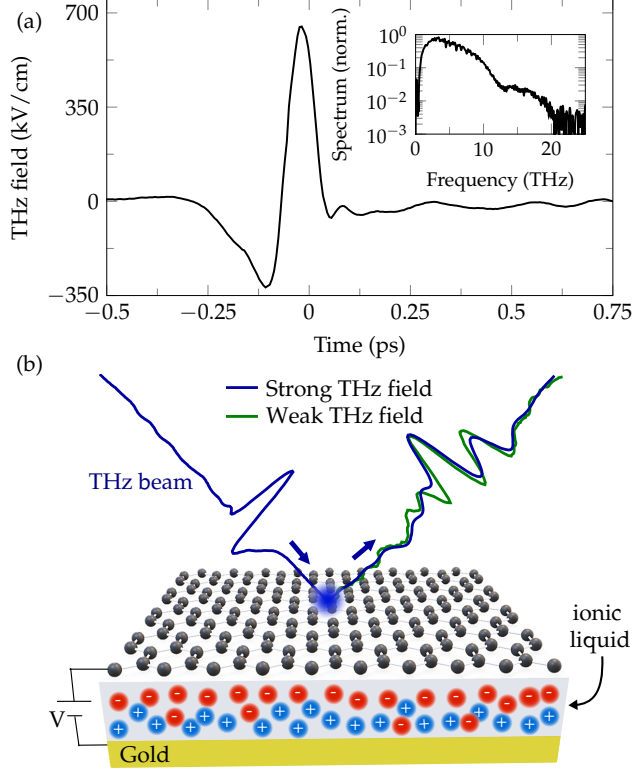 (a)
700
350
0
−350
THz field (kV/cm)
−0.5
−0.25
0
0.25
0.5
0.75
Time (ps)
Spectrum (norm.)
10^0
10^−1
10^−2
10^−3
0
10
20
Frequency (THz)
(b)
Strong THz field
Weak THz field
THz beam
ionic
liquid
V
- - - - - - - - - - - - - -
+ + + + + + + + + + + + +
Gold